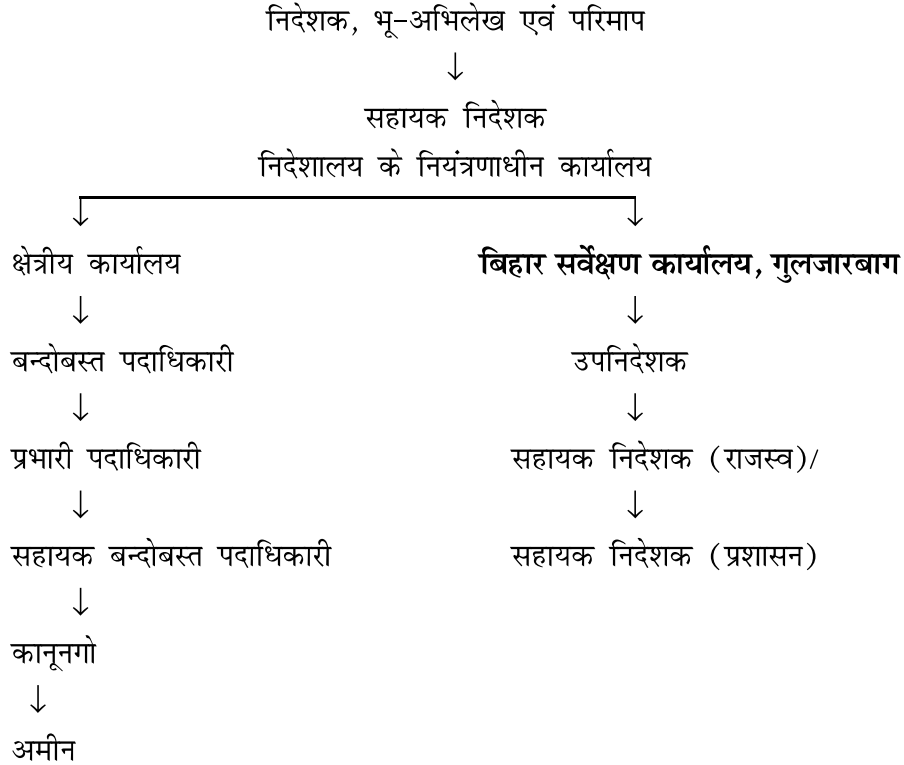 निदेशक, भू-अभिलेख एवं परिमाप
↓
सहायक निदेशक
निदेशालय के नियंत्रणाधीन कार्यालय
↓ ↓
क्षेत्रीय कार्यालय बिहार सर्वेक्षण कार्यालय, गुलजारबाग
↓ ↓
बन्दोबस्त पदाधिकारी उपनिदेशक
↓ ↓
प्रभारी पदाधिकारी सहायक निदेशक (राजस्व)/
↓ ↓
सहायक बन्दोबस्त पदाधिकारी सहायक निदेशक (प्रशासन)
↓
कानूनगो
↓
अमीन